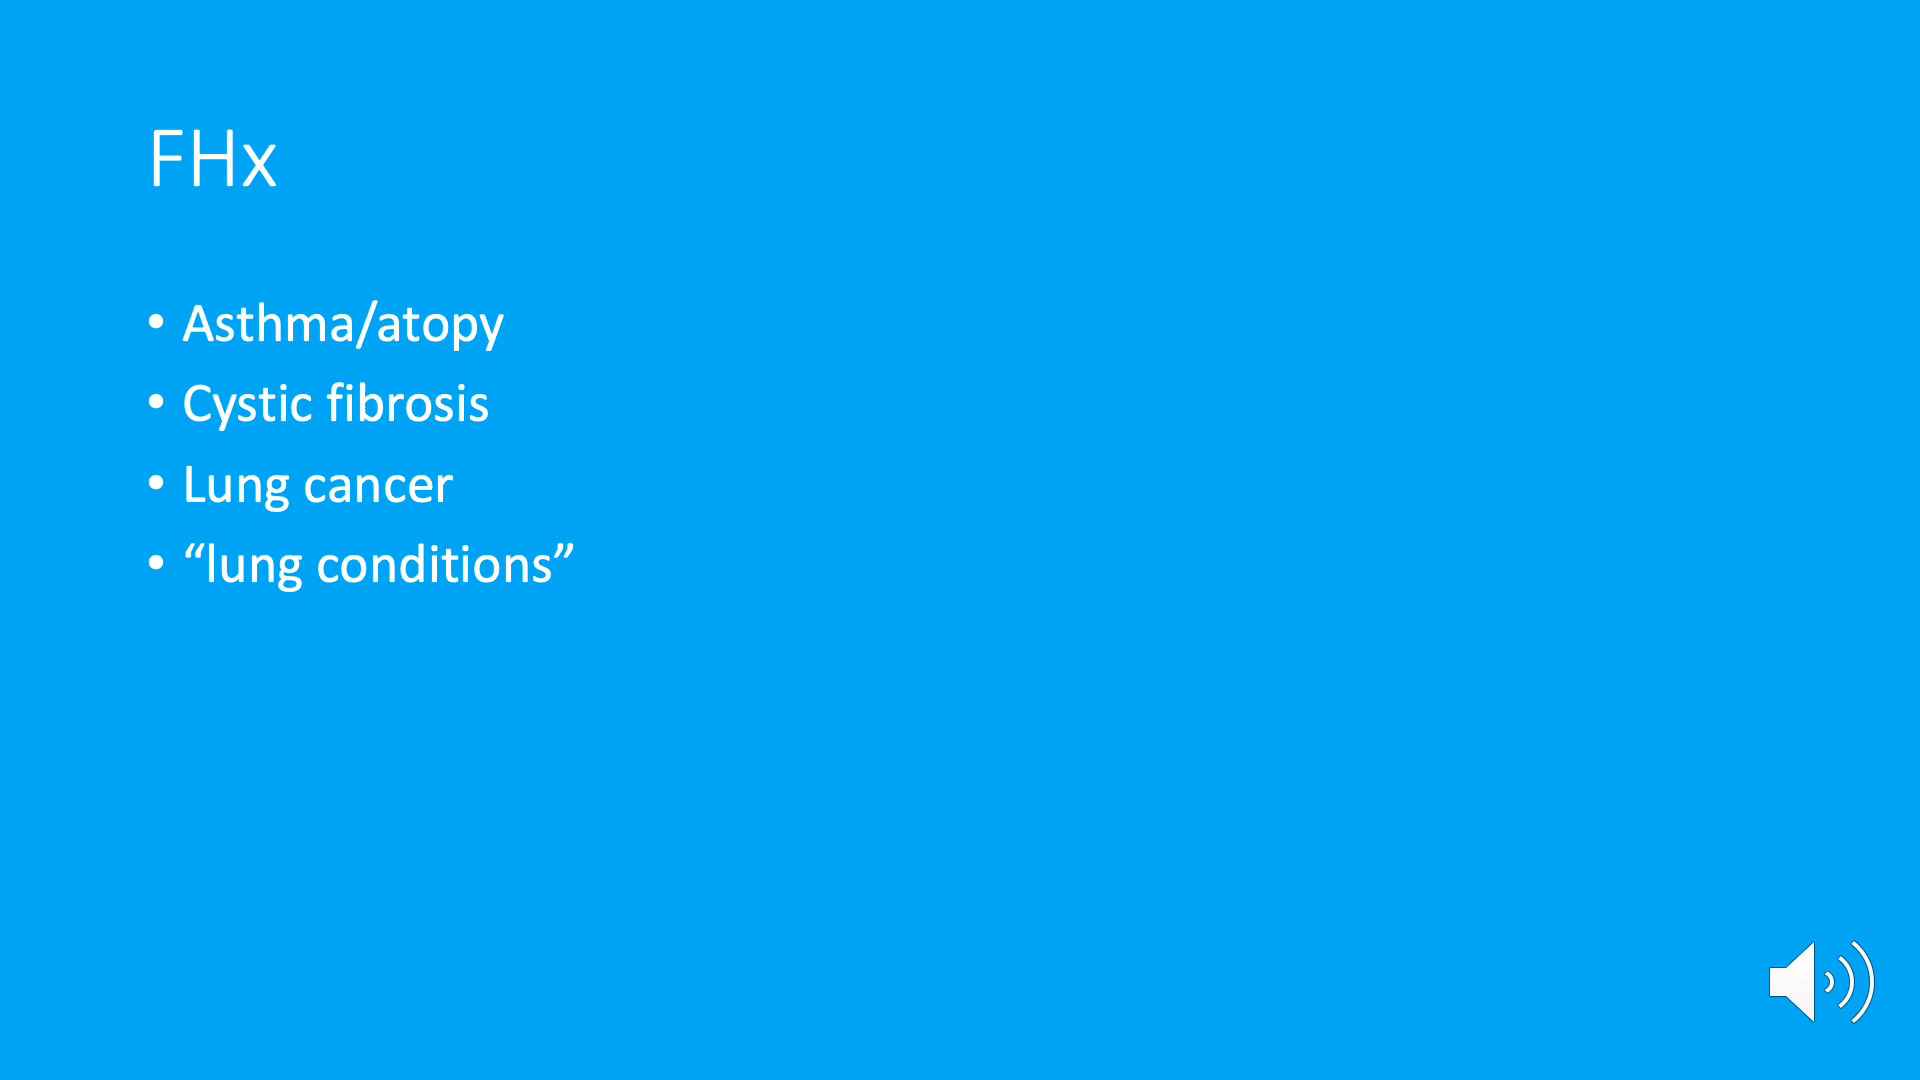 FHx
• Asthma/atopy
• Cystic fibrosis
• Lung cancer
• “lung conditions”